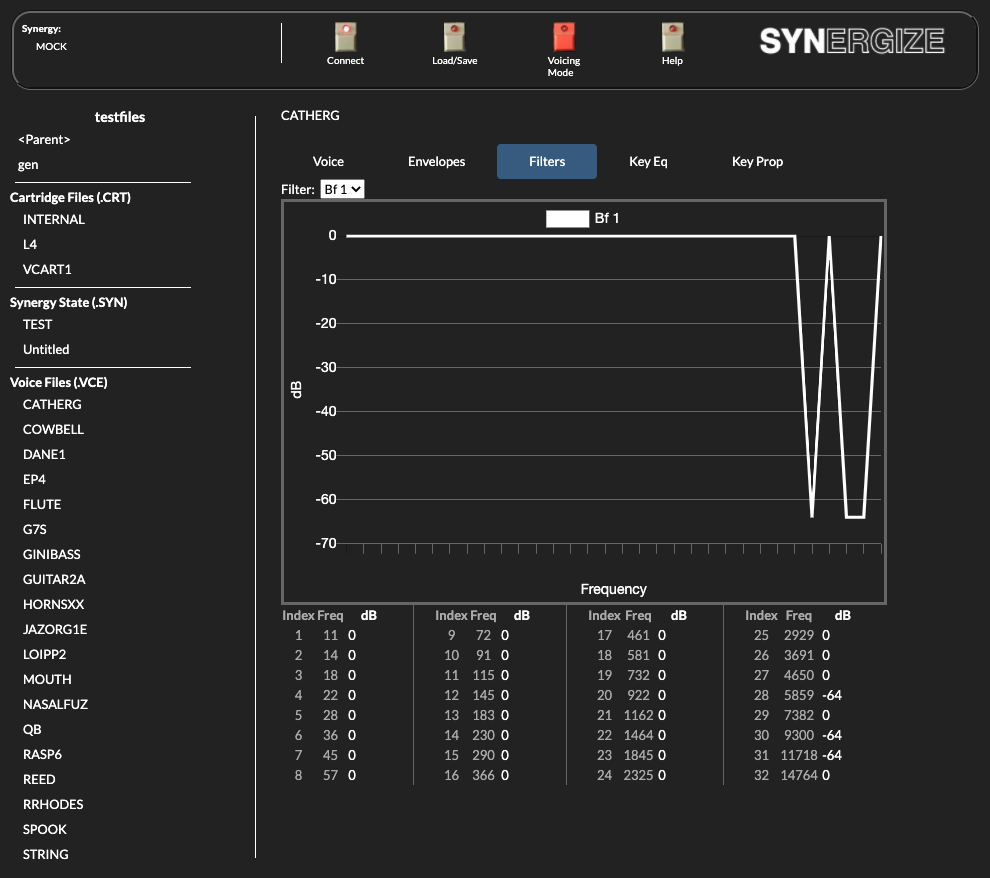 Synergy:
MOCK
Connect
Load/Save
Voicing
Mode
Help
SYNERGIZE
testfiles
<Parent>
gen
Cartridge Files (.CRT)
INTERNAL
L4
VCART1
Synergy State (.SYN)
TEST
Untitled
Voice Files (.VCE)
CATHERG
COWBELL
DANE1
EP4
FLUTE
G7S
GINIBASS
GUITAR2A
HORNSXX
JAZORG1E
LOIPP2
MOUTH
NASALFUZ
QB
RASP6
REED
RRHODES
SPOOK
STRING
CATHERG
Voice Envelopes Filters Key Eq Key Prop
Filter: Bf 1
Bf 1
0
-10
-20
-30
-40
-50
-60
-70
dB
Frequency
Index Freq dB Index Freq dB Index Freq dB Index Freq dB
1 11 0 9 72 0 17 461 0 25 2929 0
2 14 0 10 91 0 18 581 0 26 3691 0
3 18 0 11 115 0 19 732 0 27 4650 0
4 22 0 12 145 0 20 922 0 28 5859 -64
5 28 0 13 183 0 21 1162 0 29 7382 0
6 36 0 14 230 0 22 1464 0 30 9300 -64
7 45 0 15 290 0 23 1845 0 31 11718 -64
8 57 0 16 366 0 24 2325 0 32 14764 0